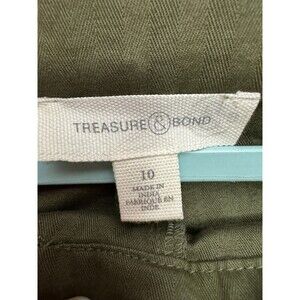 TREASURE & BOND
10
MADE IN
INDIA
FABRIQUÉ EN
INDE